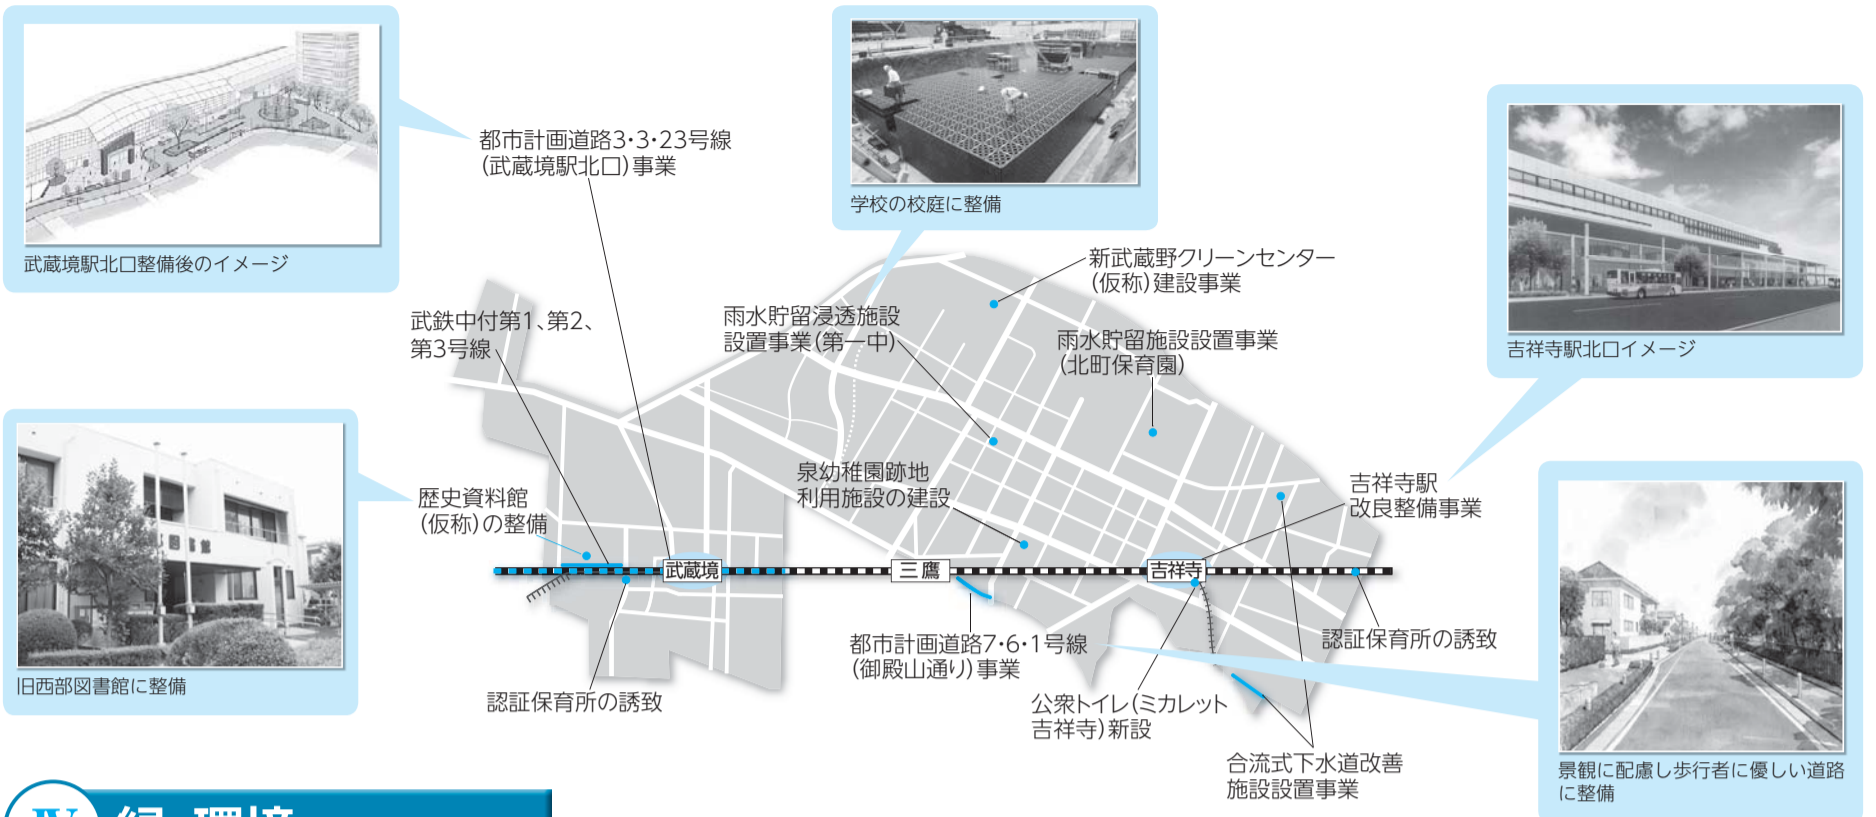 武蔵境駅北口整備後のイメージ
都市計画道路3・3・23号線
(武蔵境駅北口)事業
学校の校庭に整備
新武蔵野クリーンセンター
(仮称)建設事業
吉祥寺駅北口イメージ
武鉄中付第1、第2、
第3号線
雨水貯留浸透施設
設置事業(第一中)
雨水貯留施設設置事業
(北町保育園)
図書館
旧西部図書館に整備
歴史資料館
(仮称)の整備
泉幼稚園跡地
利用施設の建設
吉祥寺駅
改良整備事業
武蔵境
三鷹
吉祥寺
認証保育所の誘致
都市計画道路7・6・1号線
(御殿山通り)事業
公衆トイレ(ミカレット
吉祥寺)新設
認証保育所の誘致
合流式下水道改善
施設設置事業
景観に配慮し歩行者に優しい道路
に整備
IV 緑・環境